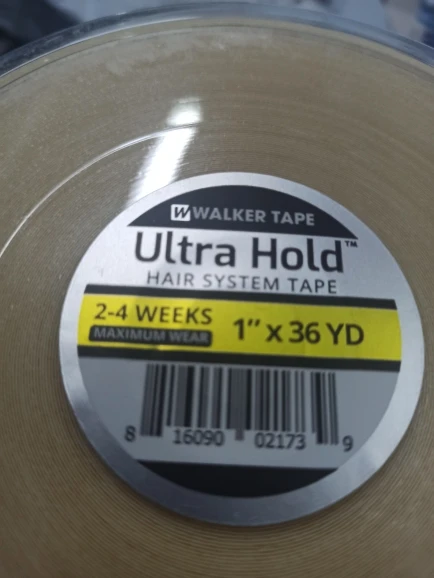 WALKER TAPE
Ultra Hold™
HAIR SYSTEM TAPE
2-4 WEEKS
MAXIMUM WEAR
1" x 36 YD
8 16090 02173 9